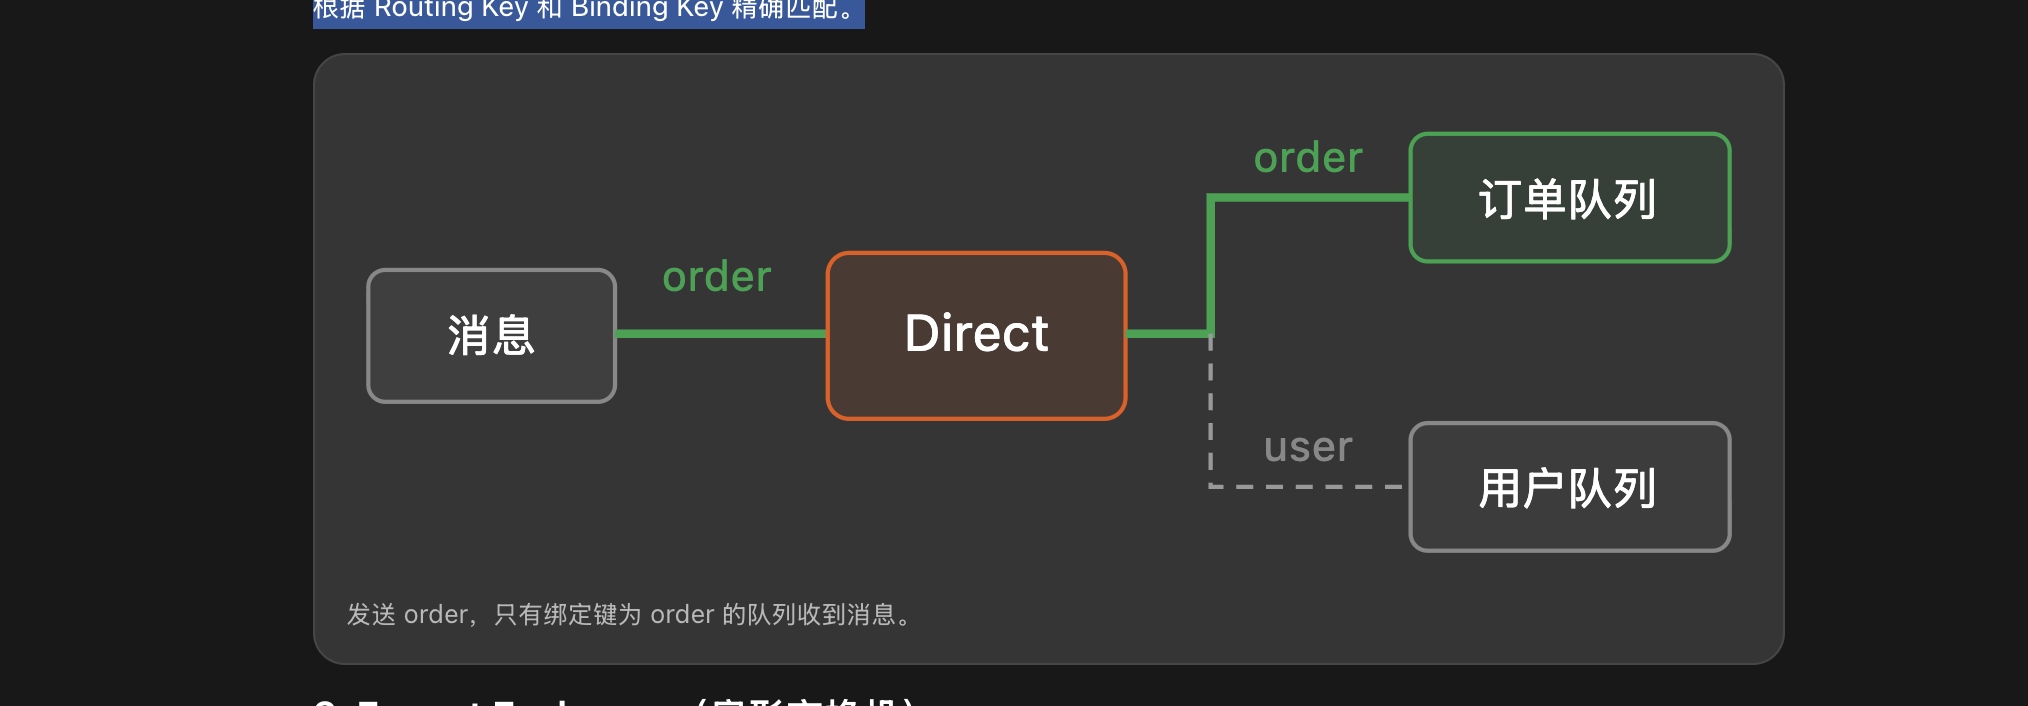 根据 Routing Key 和 Binding Key 精确匹配。
order
订单队列
order
消息
Direct
user
用户队列
发送 order，只有绑定键为 order 的队列收到消息。